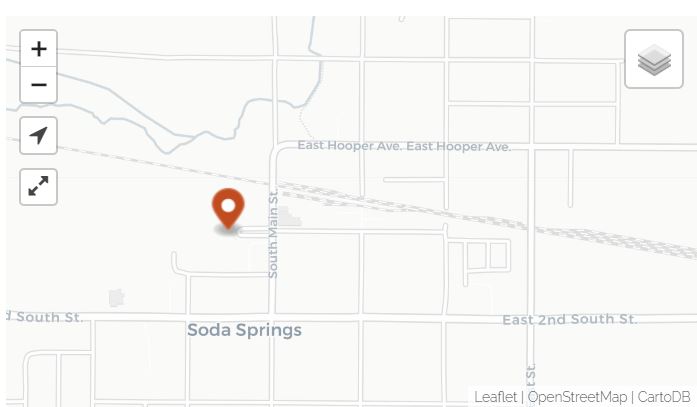 +
−
East Hooper Ave. East Hooper Ave.
South Main St.
d South St.
Soda Springs
East 2nd South St.
t St.
Leaflet | OpenStreetMap | CartoDB